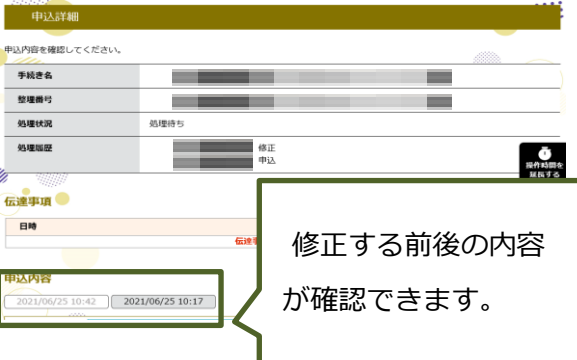 申込詳細
申込内容を確認してください。
手続き名
整理番号
処理状況 処理待ち
処理履歴 修正
申込
操作時間を
延長する
伝達事項
日時
伝達事
修正する前後の内容
が確認できます。
申込内容
2021/06/25 10:42 2021/06/25 10:17